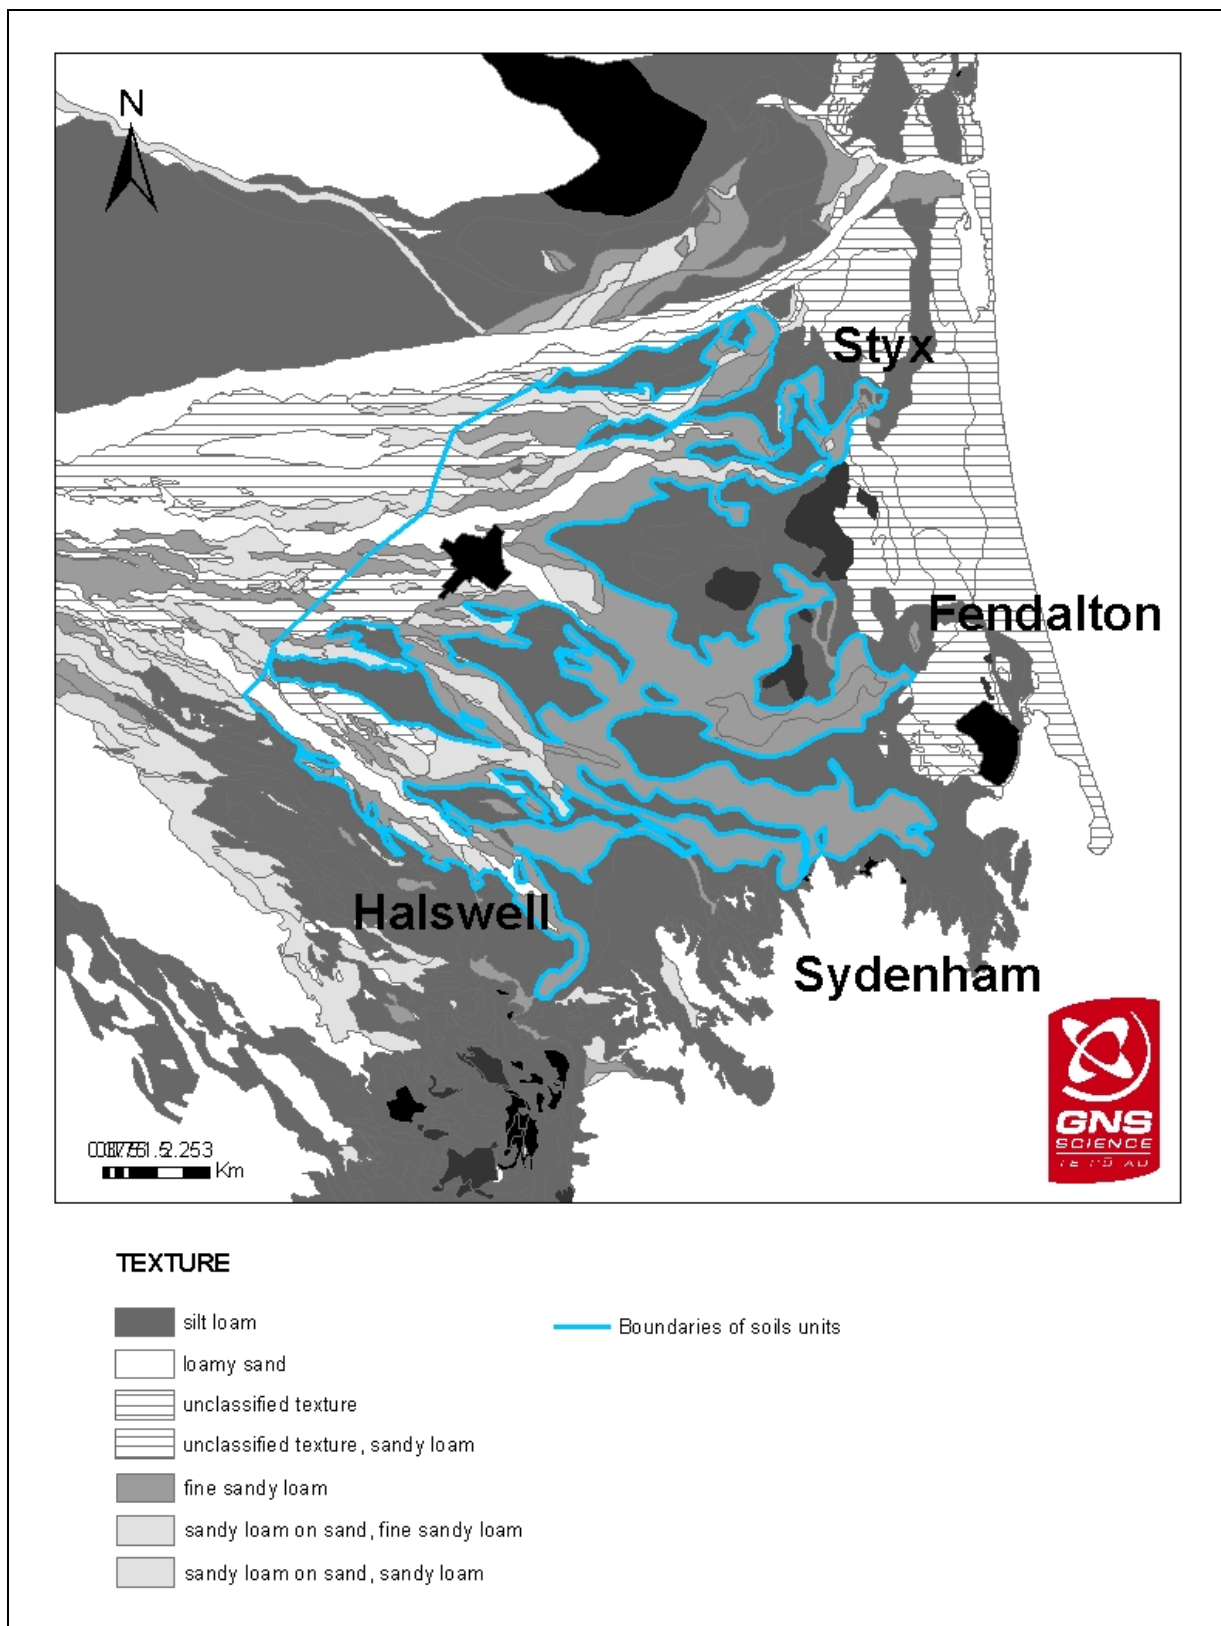 N
Styx
Fendalton
Halswell
Sydenham
GNS
SCIENCE
Km
TEXTURE
silt loam
Boundaries of soils units
loamy sand
unclassified texture
unclassified texture, sandy loam
fine sandy loam
sandy loam on sand, fine sandy loam
sandy loam on sand, sandy loam